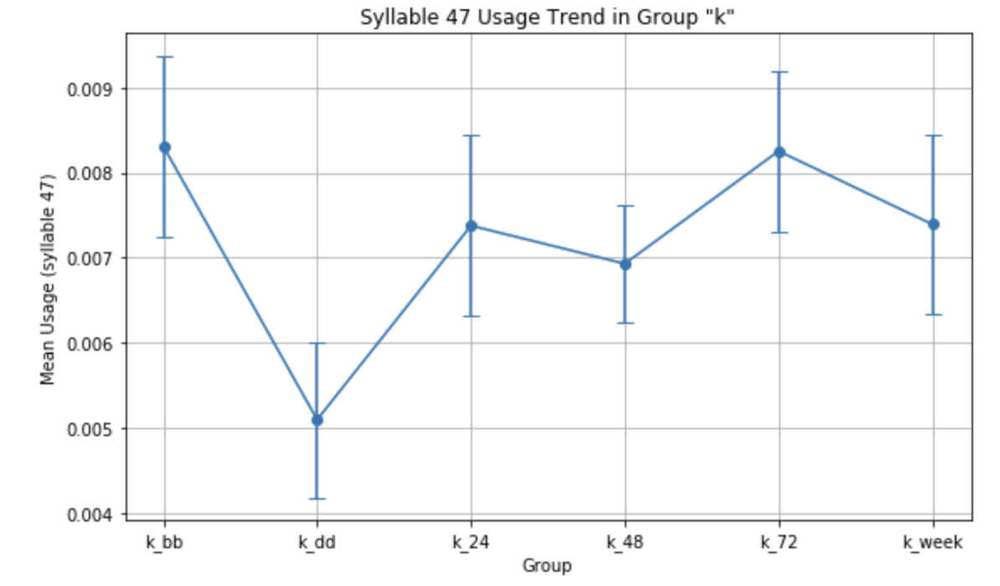 Syllable 47 Usage Trend in Group "k"
Mean Usage (syllable 47)
0.009
0.008
0.007
0.006
0.005
0.004
k_bb k_dd k_24 k_48 k_72 k_week
Group